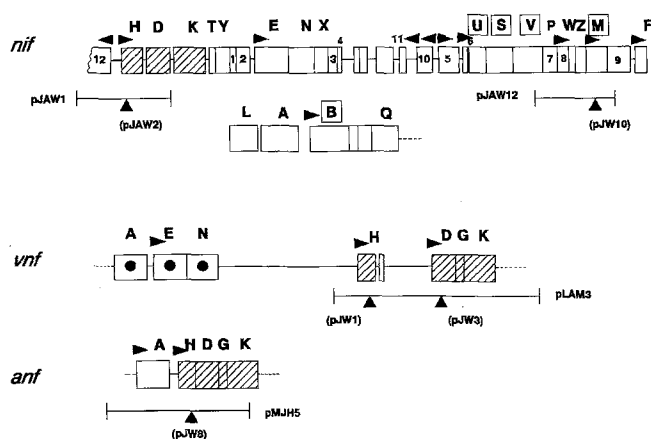 H D K TY E N X 4 11 6 U S V P W Z M F
nif 12 1 2 3 10 5 7 8 9
pJAW1 pJAW12
(pJAW2) (pJW10)
L A B Q
A E N H D G K
vnf
pLAM3
(pJW1) (pJW3)
A H D G K
anf
pMJH5
(pJW8)